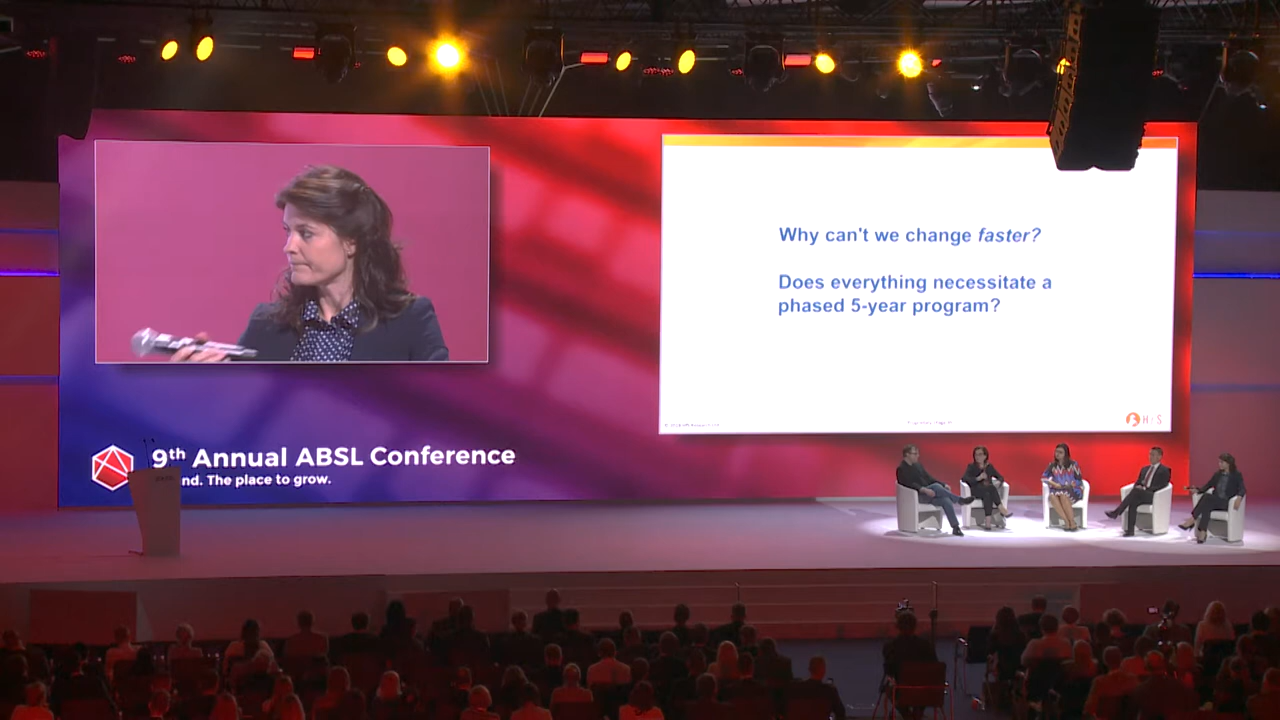 Why can't we change faster?
Does everything necessitate a
phased 5-year program?
HfS
9th Annual ABSL Conference
nd. The place to grow.